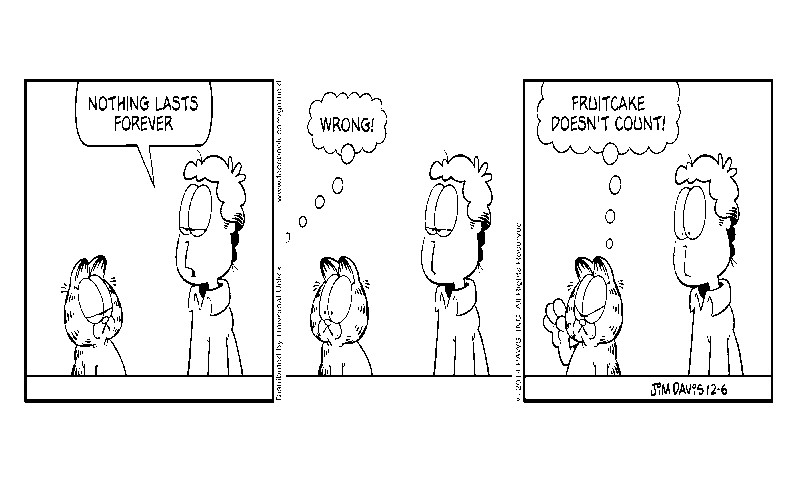 NOTHING LASTS
FOREVER
WRONG!
FRUITCAKE
DOESN'T COUNT!
JIM DAVIS 12-6